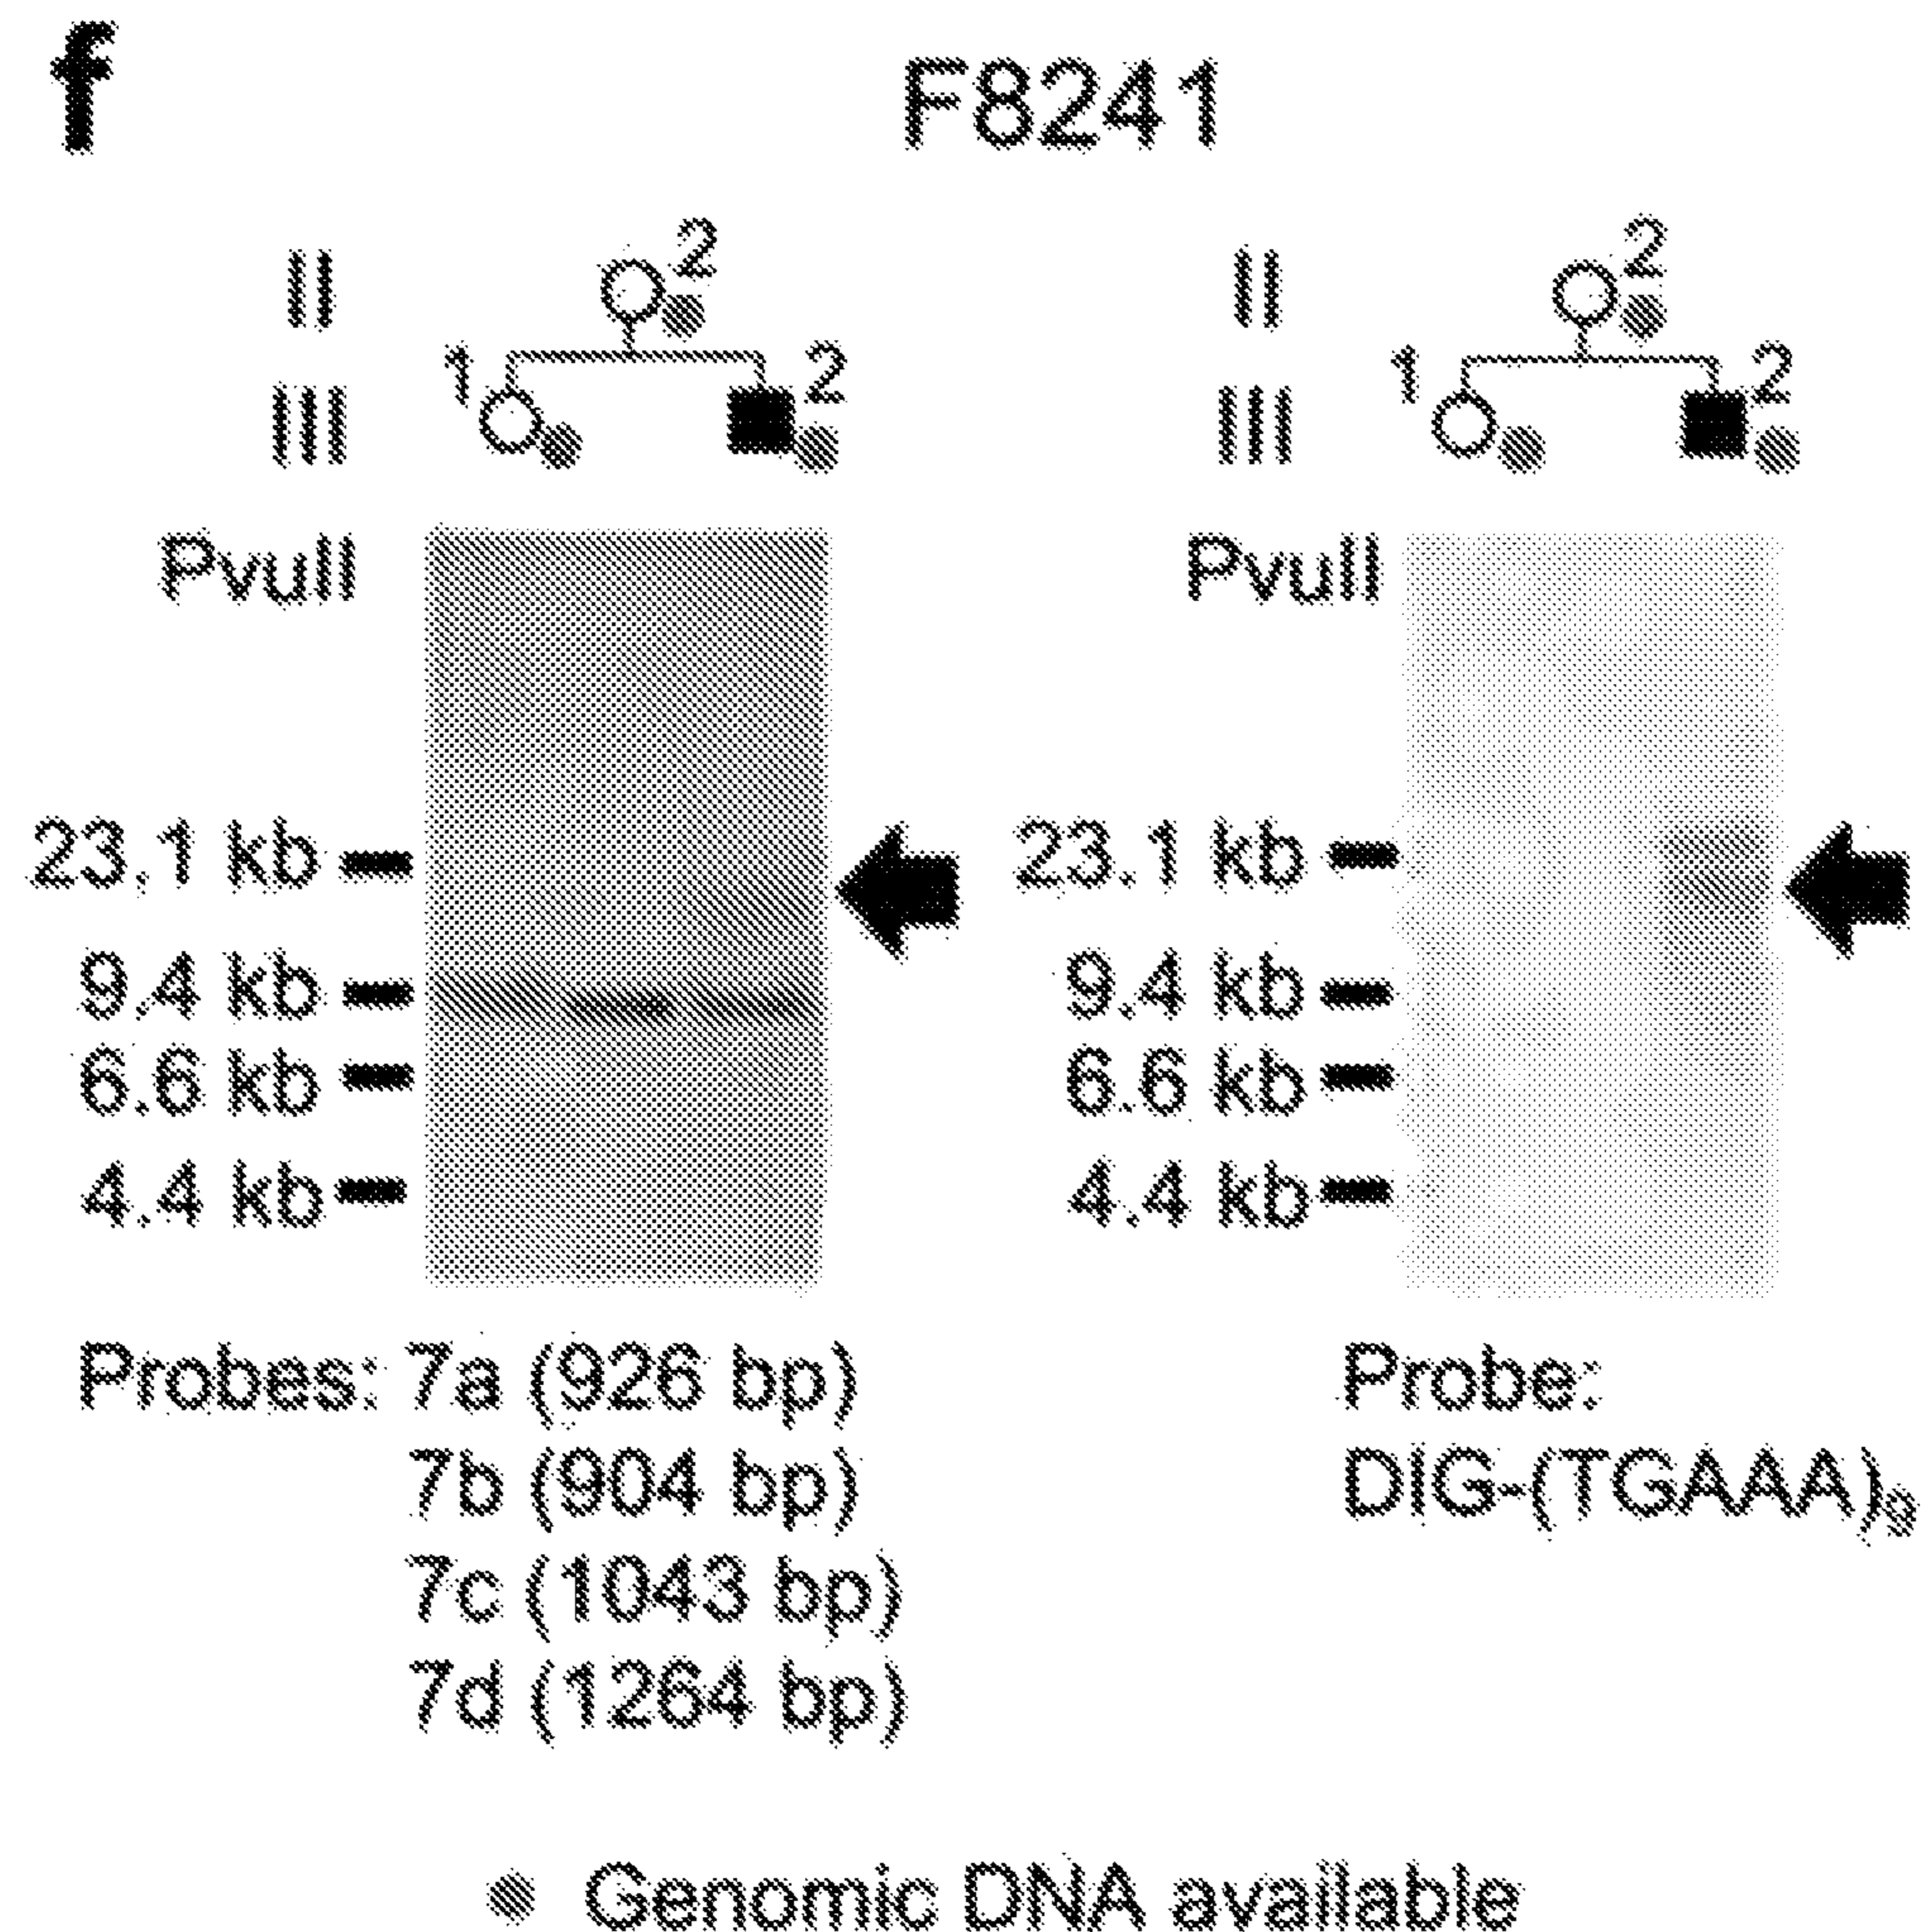 f
F8241
II 2
1 III 2
PvuII
23.1 kb
9.4 kb
6.6 kb
4.4 kb
Probes: 7a (926 bp)
7b (904 bp)
7c (1043 bp)
7d (1264 bp)
II 2
1 III 2
PvuII
23.1 kb
9.4 kb
6.6 kb
4.4 kb
Probe:
DIG-(TGAAA)9
Genomic DNA available